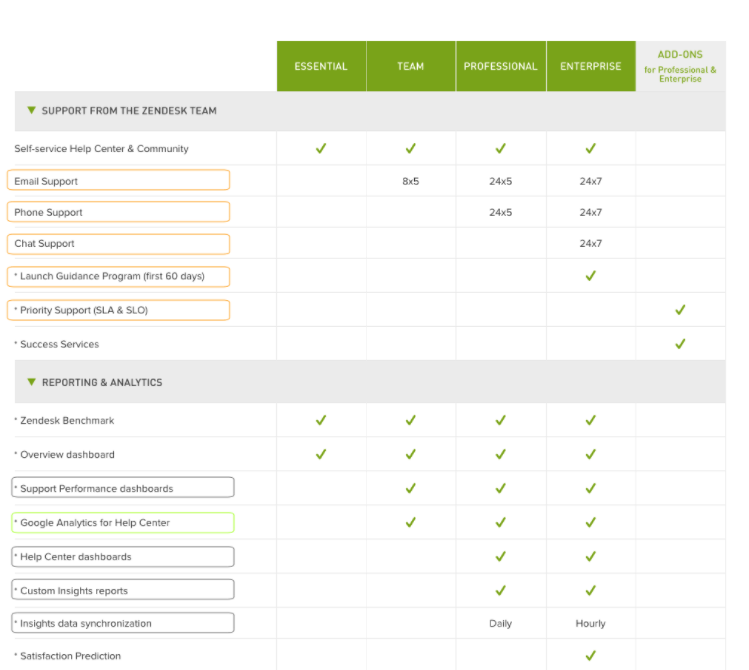 ESSENTIAL TEAM PROFESSIONAL ENTERPRISE ADD-ONS
for Professional &
Enterprise
SUPPORT FROM THE ZENDESK TEAM
Self-service Help Center & Community
Email Support 8x5 24x5 24x7
Phone Support 24x5 24x7
Chat Support 24x7
* Launch Guidance Program (first 60 days)
* Priority Support (SLA & SLO)
* Success Services
REPORTING & ANALYTICS
* Zendesk Benchmark
* Overview dashboard
* Support Performance dashboards
* Google Analytics for Help Center
* Help Center dashboards
* Custom Insights reports
* Insights data synchronization Daily Hourly
* Satisfaction Prediction